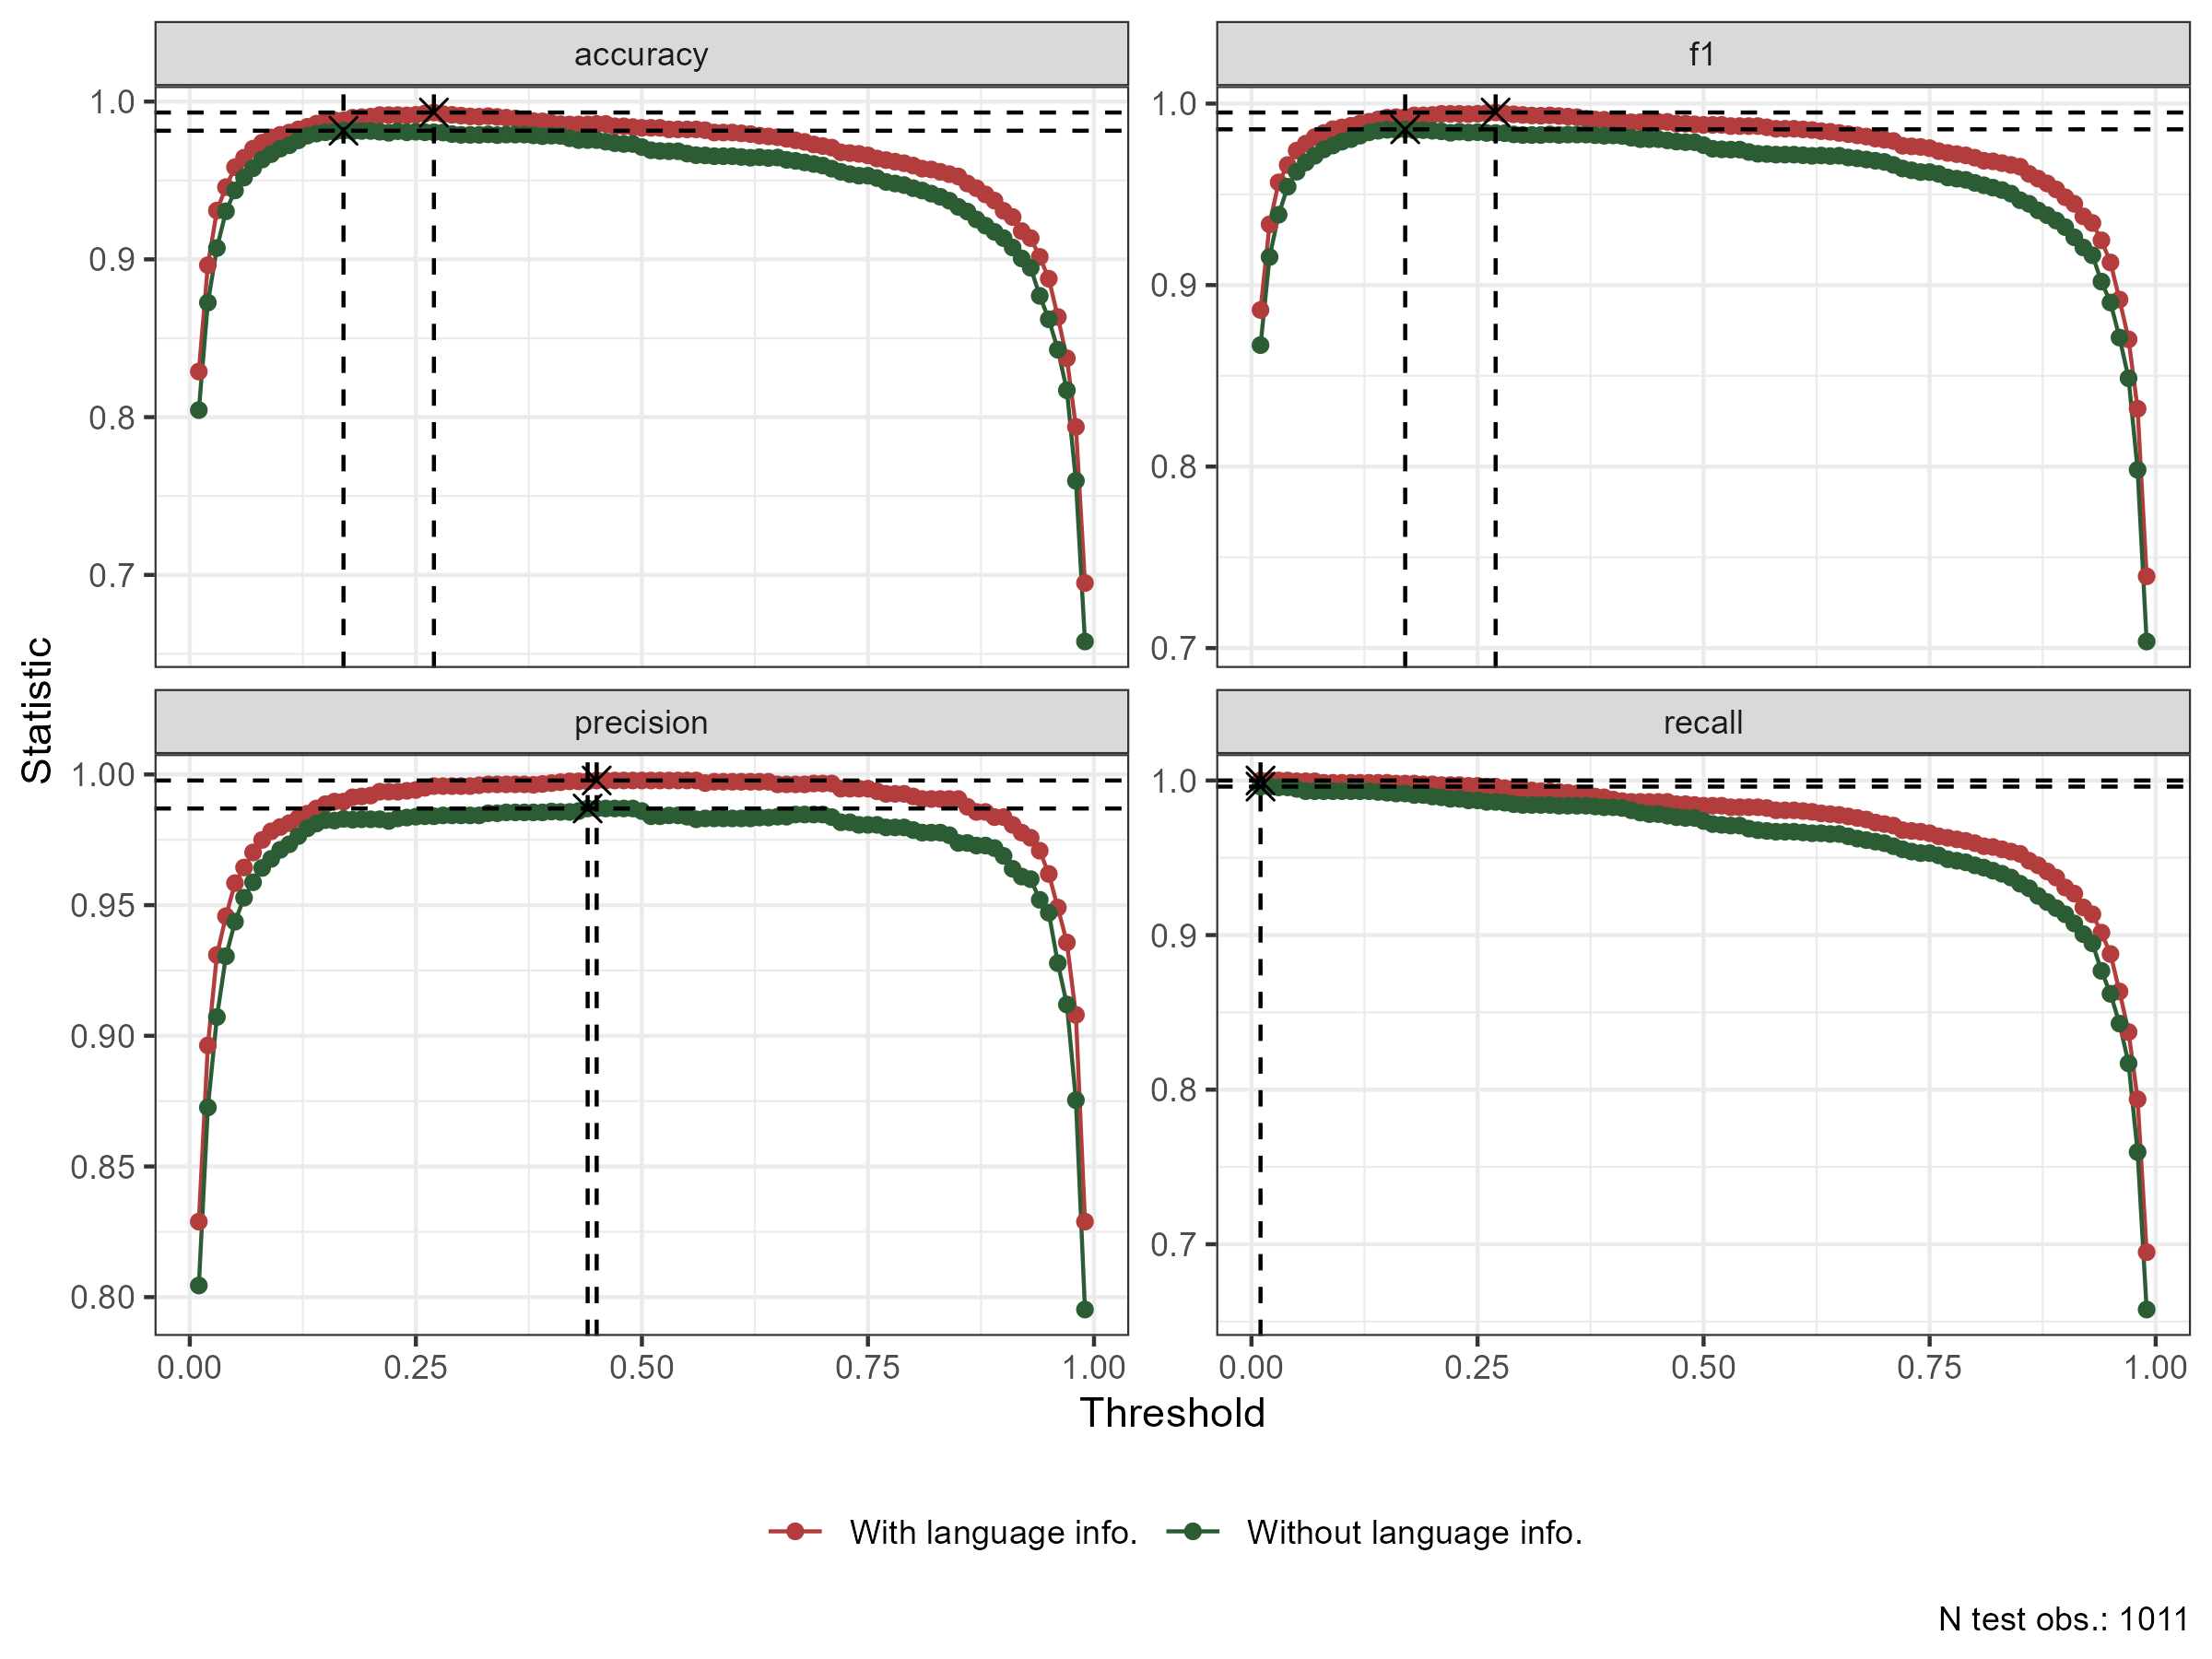 accuracy
f1
1.0
0.9
0.8
0.7
1.0
0.9
0.8
0.7
Statistic
precision
recall
1.00
0.95
0.90
0.85
0.80
1.0
0.9
0.8
0.7
0.00 0.25 0.50 0.75 1.00
0.00 0.25 0.50 0.75 1.00
Threshold
With language info. Without language info.
N test obs.: 1011